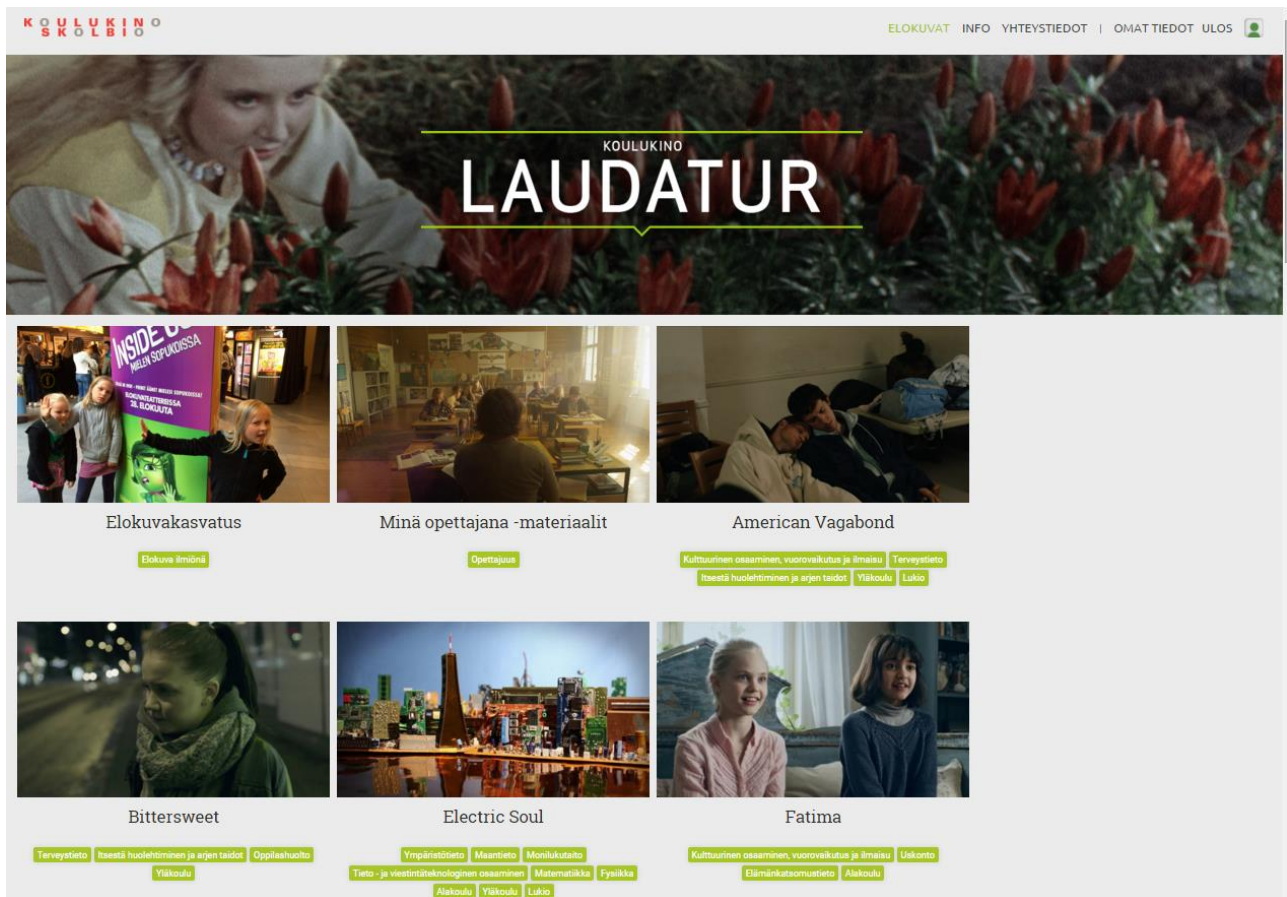 KOULUKINO
SKOLBIO
ELOKUVAT INFO YHTEYSTIEDOT | OMAT TIEDOT ULOS
KOULUKINO
LAUDATUR
INSIDE OU
MIELEN SOPUKOISSA
ELOKUVATEATTEREISSA
28. ELOKUUTA
Elokuvakasvatus
Elokuva ilmiönä
Minä opettajana -materiaalit
Opettajuus
American Vagabond
Kulttuurinen osaaminen, vuorovaikutus ja ilmaisu Terveystieto
Itsestä huolehtiminen ja arjen taidot Yläkoulu Lukio
Bittersweet
Terveystieto Itsestä huolehtiminen ja arjen taidot Oppilashuolto
Yläkoulu
Electric Soul
Ympäristötieto Maantieto Monilukutaito
Tieto - ja viestintäteknologinen osaaminen Matematiikka Fysiikka
Alakoulu Yläkoulu Lukio
Fatima
Kulttuurinen osaaminen, vuorovaikutus ja ilmaisu Uskonto
Elämänkatsomustieto Alakoulu